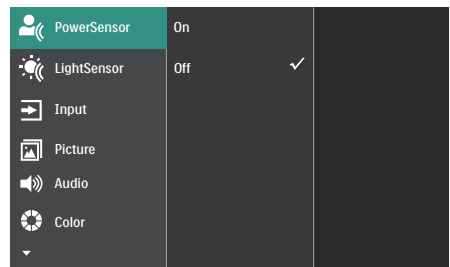 PowerSensor On
LightSensor Off
Input
Picture
Audio
Color